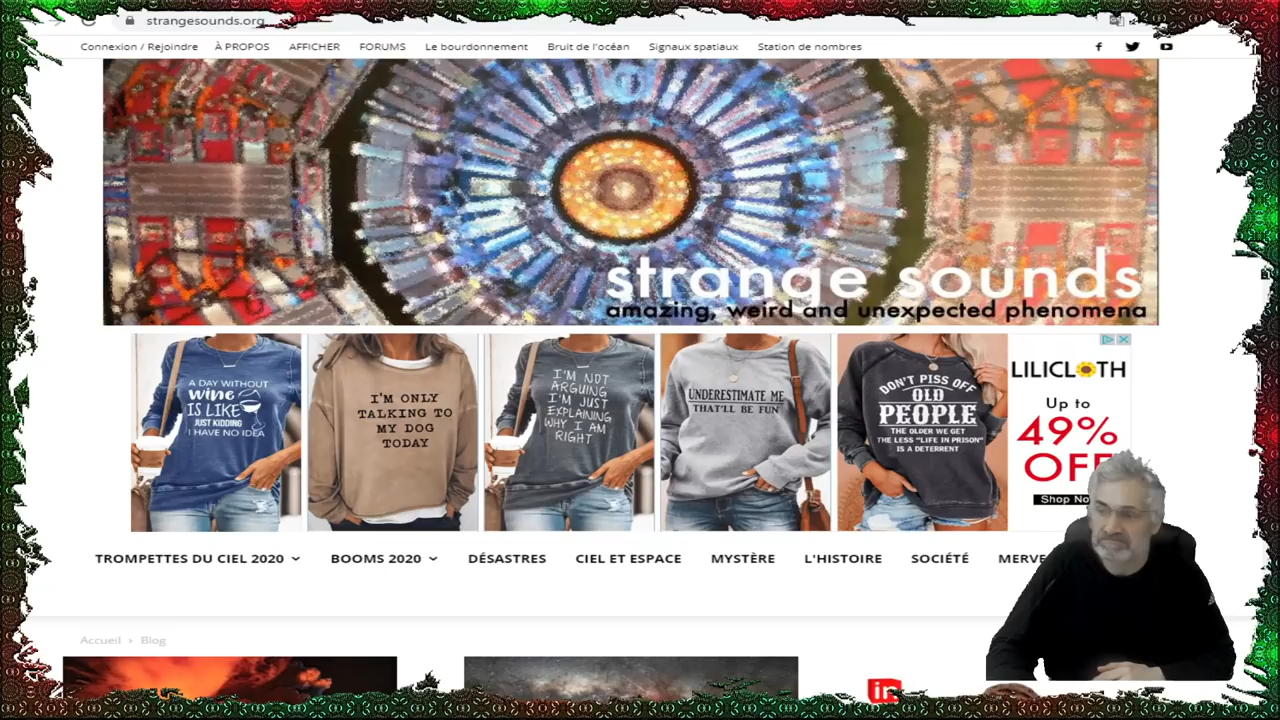 strangesounds.org
Connexion / Rejoindre À PROPOS AFFICHER FORUMS Le bourdonnement Bruit de l'océan Signaux spatiaux Station de nombres
strange sounds
amazing, weird and unexpected phenomena
A DAY WITHOUT
wine
IS LIKE
JUST KIDDING
I HAVE NO IDEA
I'M ONLY
TALKING TO
MY DOG
TODAY
I'M NOT
ARGUING
I'M JUST
EXPLAINING
WHY I AM
RIGHT
UNDERESTIMATE ME
THAT'LL BE FUN
DON'T PISS OFF
OLD
PEOPLE
THE OLDER WE GET
THE LESS "LIFE IN PRISON"
IS A DETERRENT
LILICLOTH
Up to
49%
OFF
Shop No
TROMPETTES DU CIEL 2020 BOOMS 2020 DÉSASTRES CIEL ET ESPACE MYSTÈRE L'HISTOIRE SOCIÉTÉ MERVE
Accueil › Blog